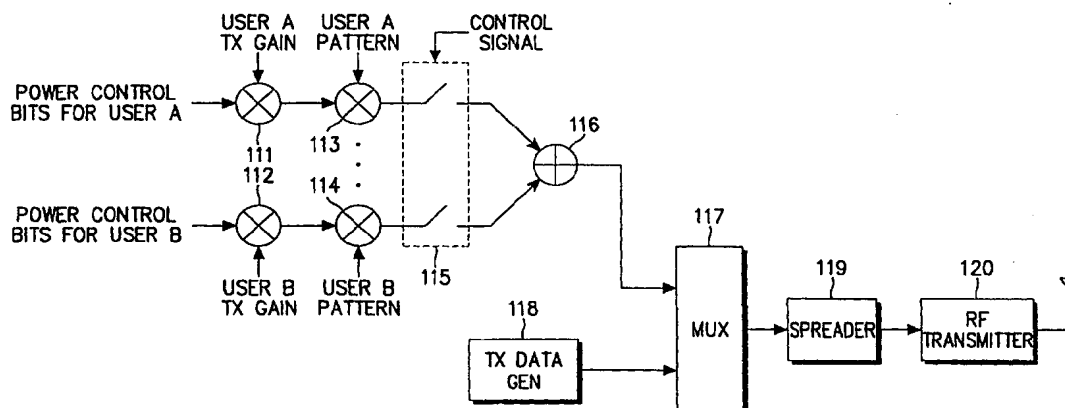 USER A
TX GAIN
USER A
PATTERN
CONTROL
SIGNAL
POWER CONTROL
BITS FOR USER A
111
113
116
112
114
POWER CONTROL
BITS FOR USER B
115
USER B
TX GAIN
USER B
PATTERN
117
MUX
118
TX DATA
GEN
119
SPREADER
120
RF
TRANSMITTER